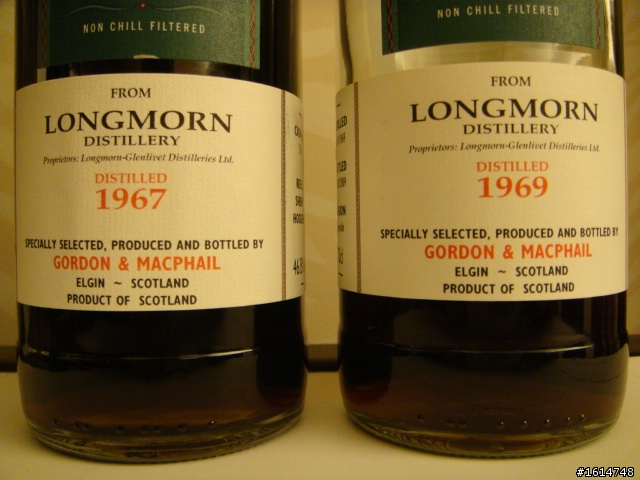 NON CHILL FILTERED
FROM
LONGMORN
DISTILLERY
Proprietors: Longmorn-Glenlivet Distilleries Ltd.
DISTILLED
1967
SPECIALLY SELECTED, PRODUCED AND BOTTLED BY
GORDON & MACPHAIL
ELGIN ~ SCOTLAND
PRODUCT OF SCOTLAND
NON CHILL FILTERED
FROM
LONGMORN
DISTILLERY
Proprietors: Longmorn-Glenlivet Distilleries Ltd.
DISTILLED
1969
SPECIALLY SELECTED, PRODUCED AND BOTTLED BY
GORDON & MACPHAIL
ELGIN ~ SCOTLAND
PRODUCT OF SCOTLAND
#1614748